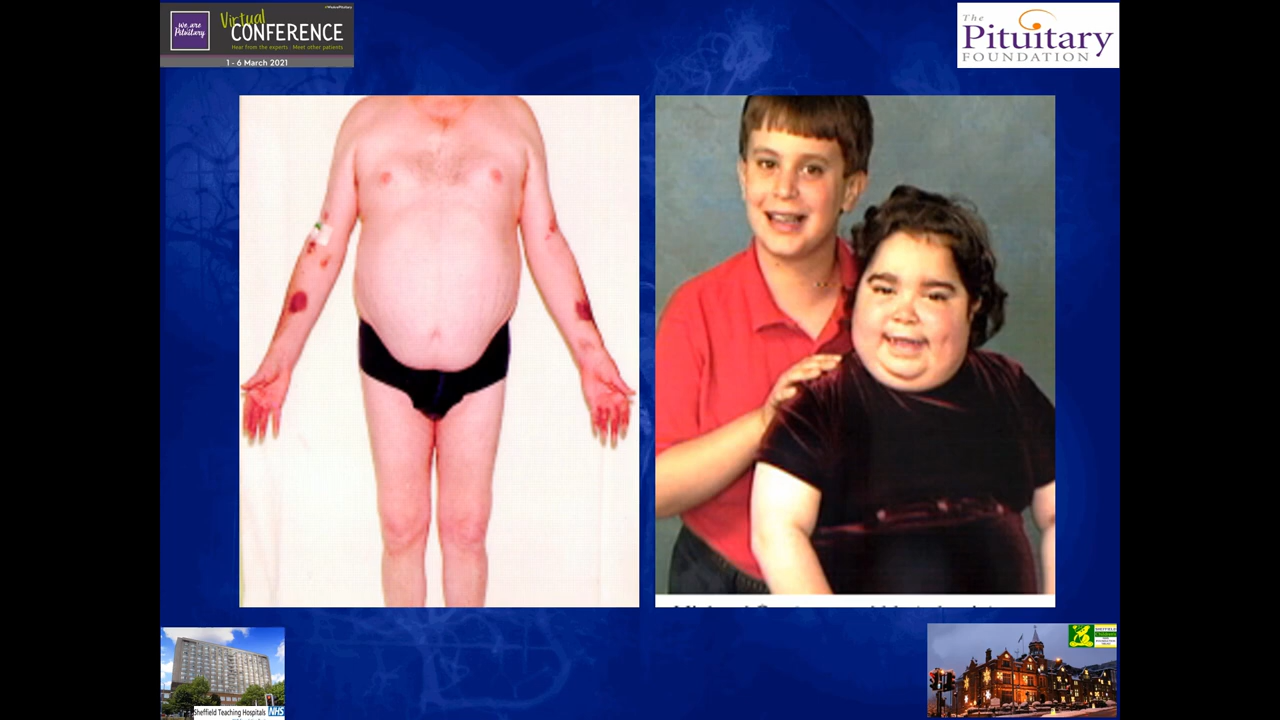 #WeArePituitary
we are
Pituitary
Virtual
CONFERENCE
Hear from the experts | Meet other patients
1 - 6 March 2021
The
Pituitary
FOUNDATION
Sheffield Teaching Hospitals NHS